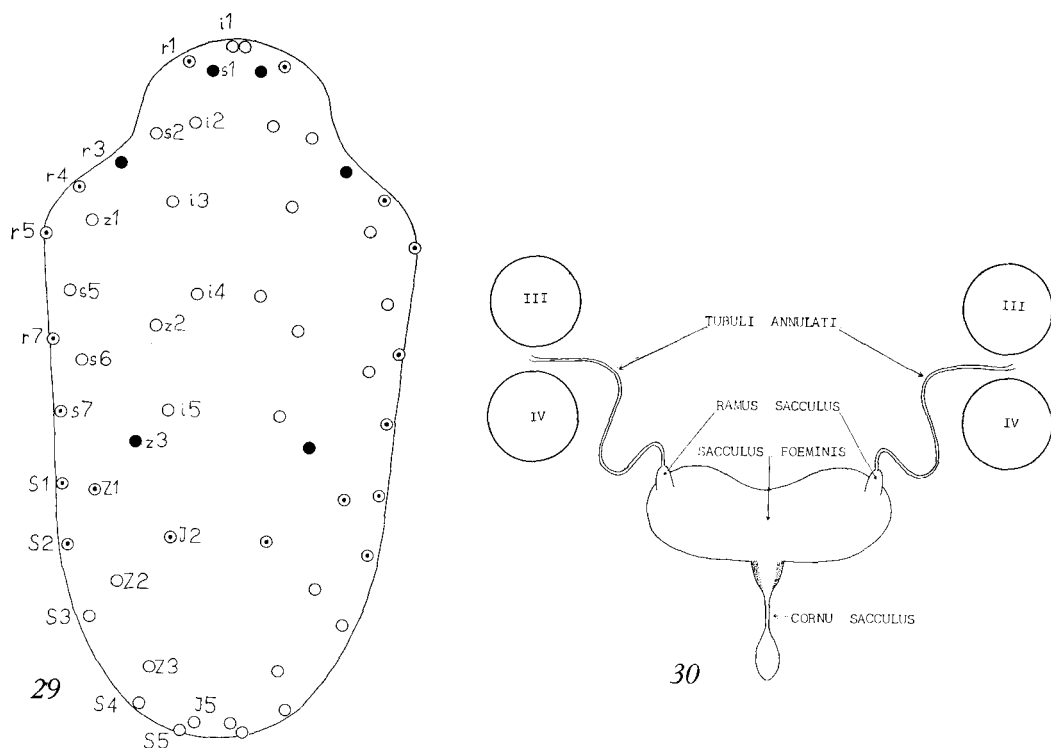 i1
r1
s1
s2 i2
r3
r4
z1 i3
r5
s5 i4
z2
r7
s6
s7 i5
z3
S1 Z1
S2 J2
Z2
S3
Z3
S4 J5
S5
29
III III
TUBULI ANNULATI
IV RAMUS SACCULUS IV
SACCULUS FOEMINIS
CORNU SACCULUS
30